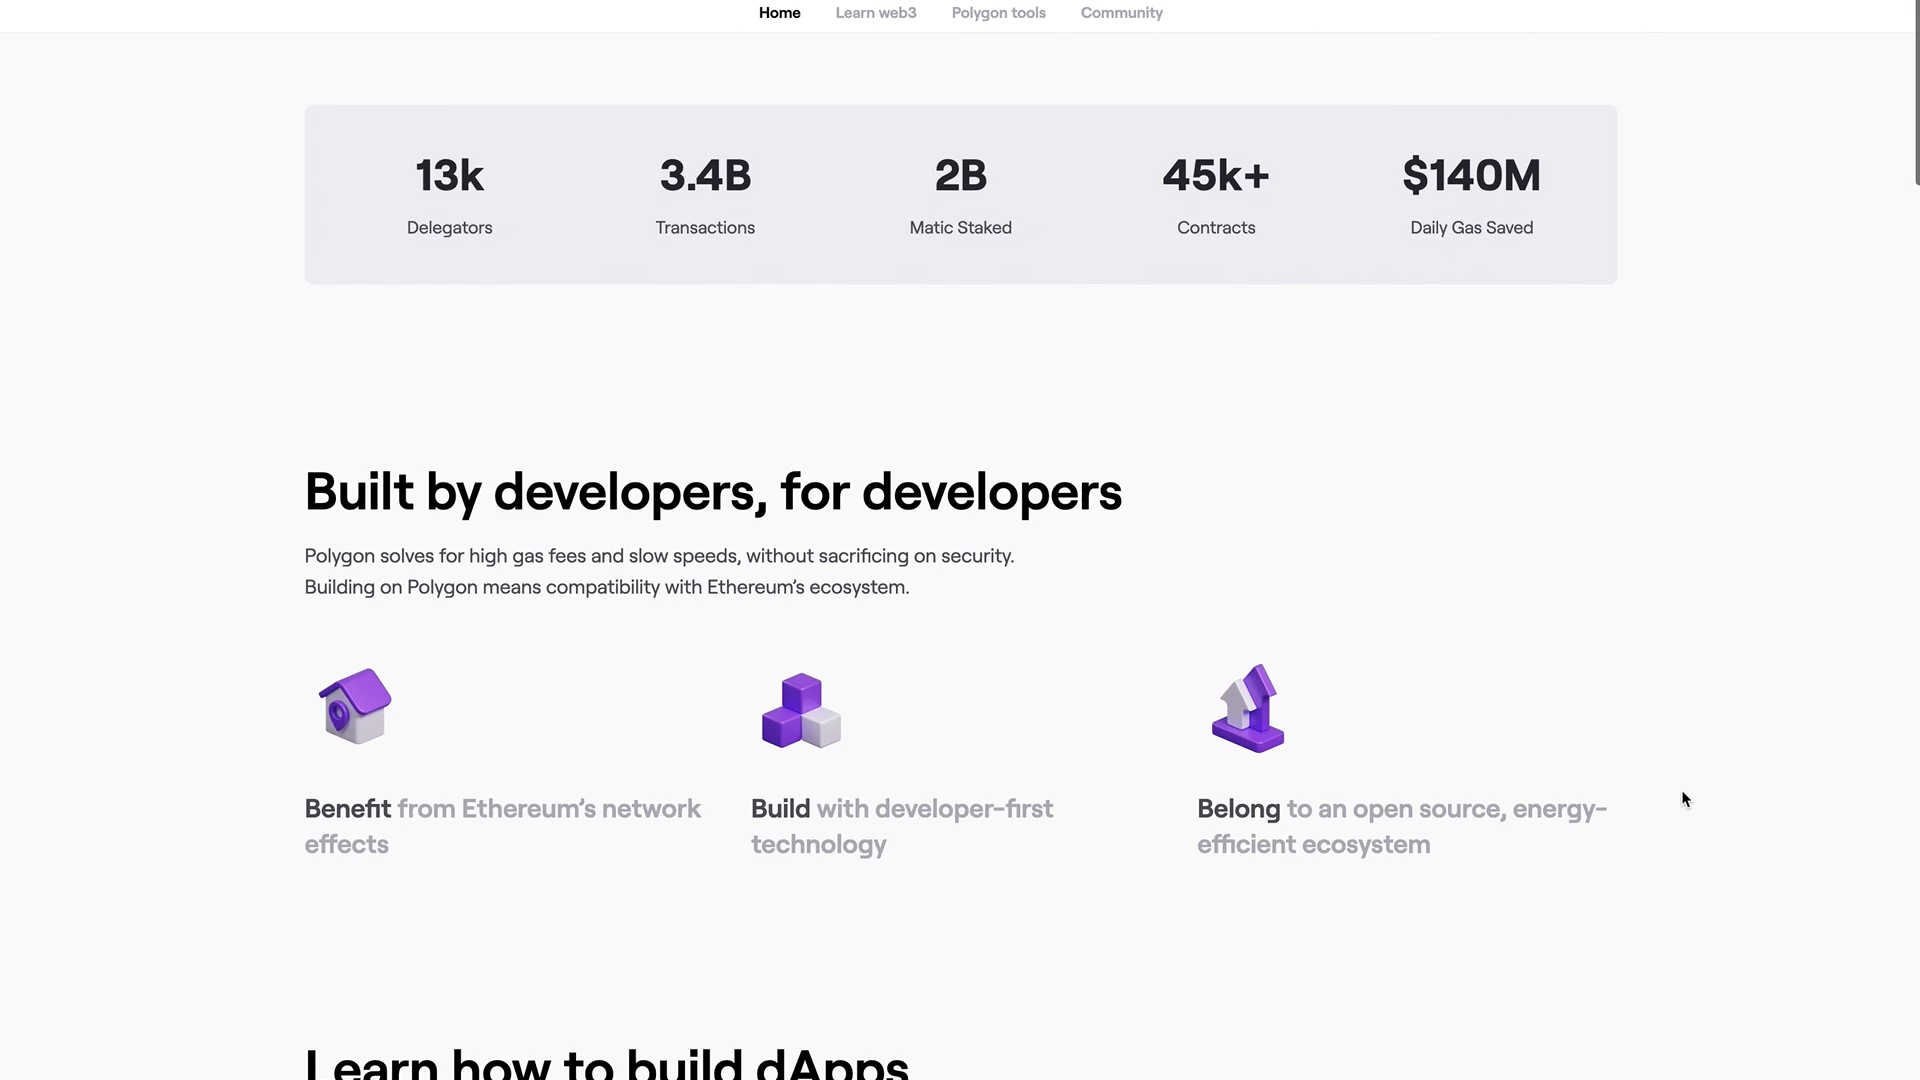 Home Learn web3 Polygon tools Community
13k 3.4B 2B 45k+ $140M
Delegators Transactions Matic Staked Contracts Daily Gas Saved
Built by developers, for developers
Polygon solves for high gas fees and slow speeds, without sacrificing on security.
Building on Polygon means compatibility with Ethereum’s ecosystem.
Benefit from Ethereum’s network
effects
Build with developer-first
technology
Belong to an open source, energy-
efficient ecosystem
Learn how to build dApps